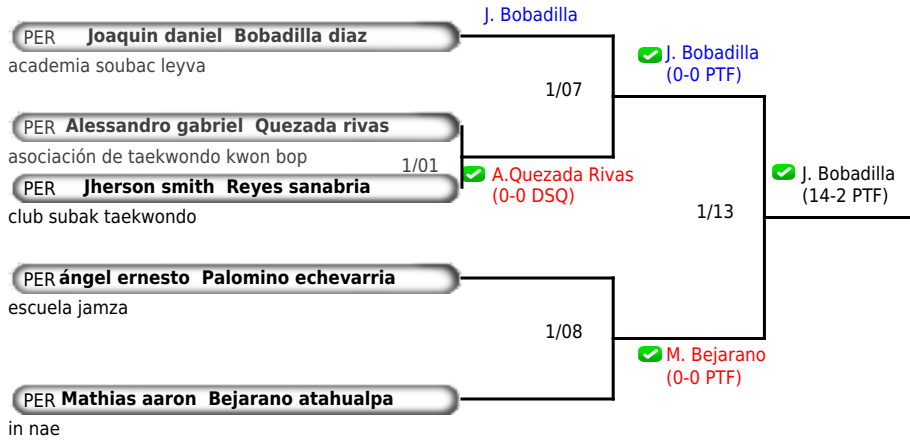 J. Bobadilla
PER Joaquin daniel Bobadilla diaz
academia soubac leyva
J. Bobadilla
(0-0 PTF)
1/07
PER Alessandro gabriel Quezada rivas
asociación de taekwondo kwon bop
1/01
A.Quezada Rivas
(0-0 DSQ)
PER Jherson smith Reyes sanabria
club subak taekwondo
J. Bobadilla
(14-2 PTF)
1/13
PER ángel ernesto Palomino echevarria
escuela jamza
1/08
M. Bejarano
(0-0 PTF)
PER Mathias aaron Bejarano atahualpa
in nae